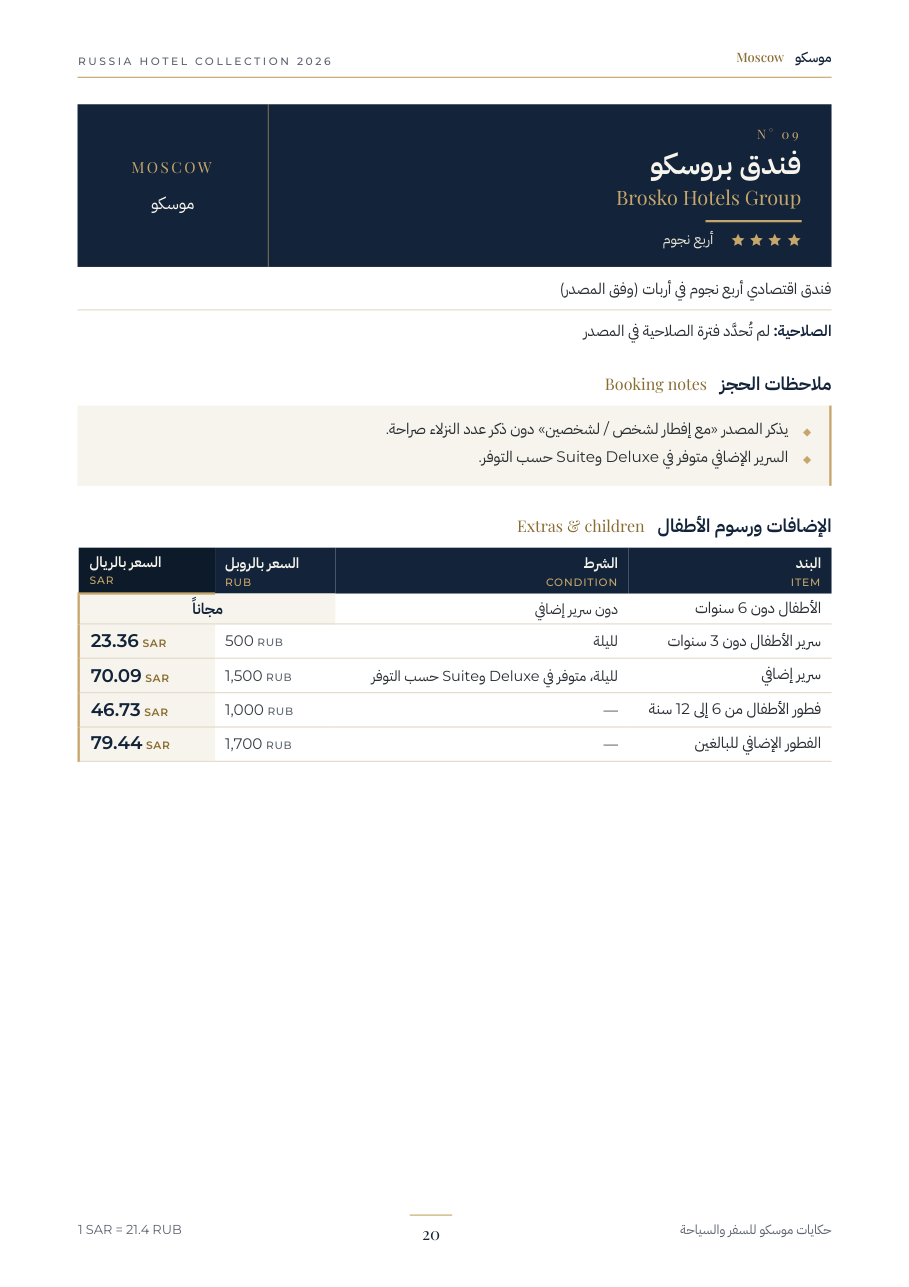 RUSSIA HOTEL COLLECTION 2026
موسكو Moscow
N° 09
فندق بروسكو
Brosko Hotels Group
أربع نجوم
MOSCOW
موسكو
فندق اقتصادي أربع نجوم في أربات (وفق المصدر)
الصلاحية: لم تُحدَّد فترة الصلاحية في المصدر
ملاحظات الحجز Booking notes
يذكر المصدر «مع إفطار لشخص / لشخصين» دون ذكر عدد النزلاء صراحة.
السرير الإضافي متوفر في Deluxe وSuite حسب التوفر.
الإضافات ورسوم الأطفال Extras & children
البند الشرط السعر بالروبل السعر بالريال
ITEM CONDITION RUB SAR
الأطفال دون 6 سنوات دون سرير إضافي مجاناً
سرير الأطفال دون 3 سنوات لليلة 500 RUB 23.36 SAR
سرير إضافي لليلة، متوفر في Deluxe وSuite حسب التوفر 1,500 RUB 70.09 SAR
فطور الأطفال من 6 إلى 12 سنة — 1,000 RUB 46.73 SAR
الفطور الإضافي للبالغين — 1,700 RUB 79.44 SAR
حكايات موسكو للسفر والسياحة
20
1 SAR = 21.4 RUB